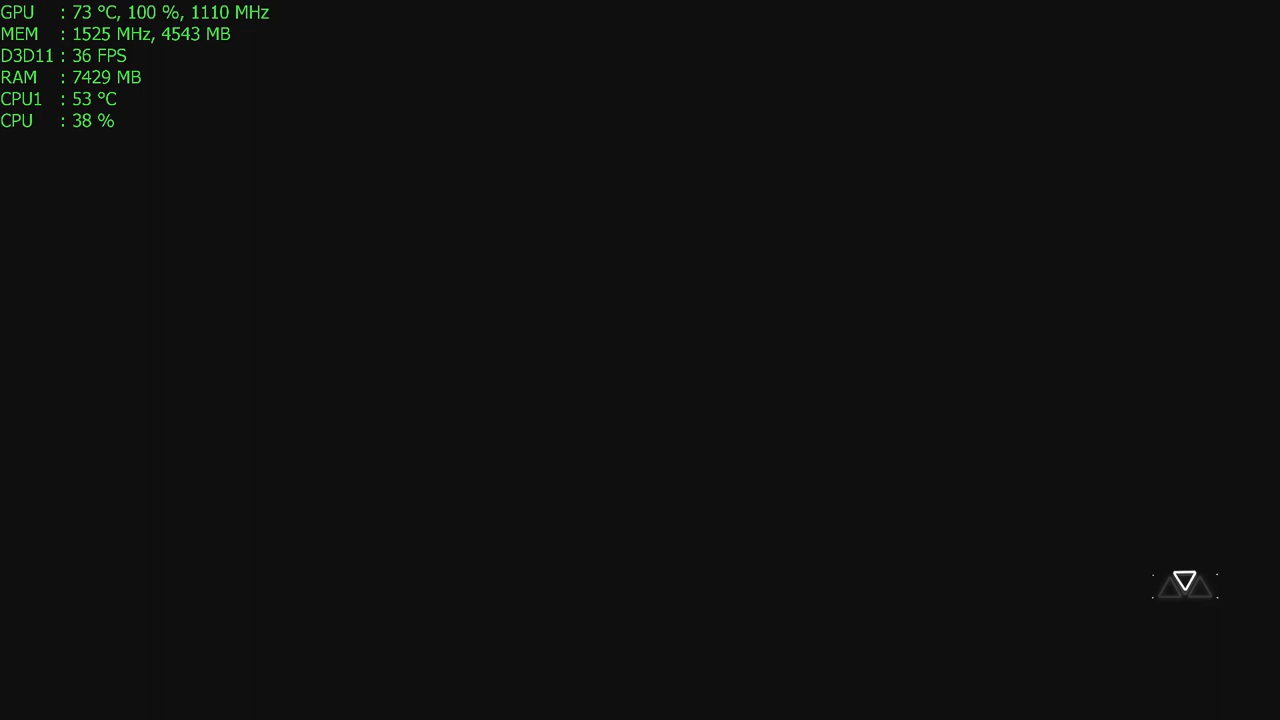 GPU : 73 °C, 100 %, 1110 MHz
MEM : 1525 MHz, 4543 MB
D3D11 : 36 FPS
RAM : 7429 MB
CPU1 : 53 °C
CPU : 38 %